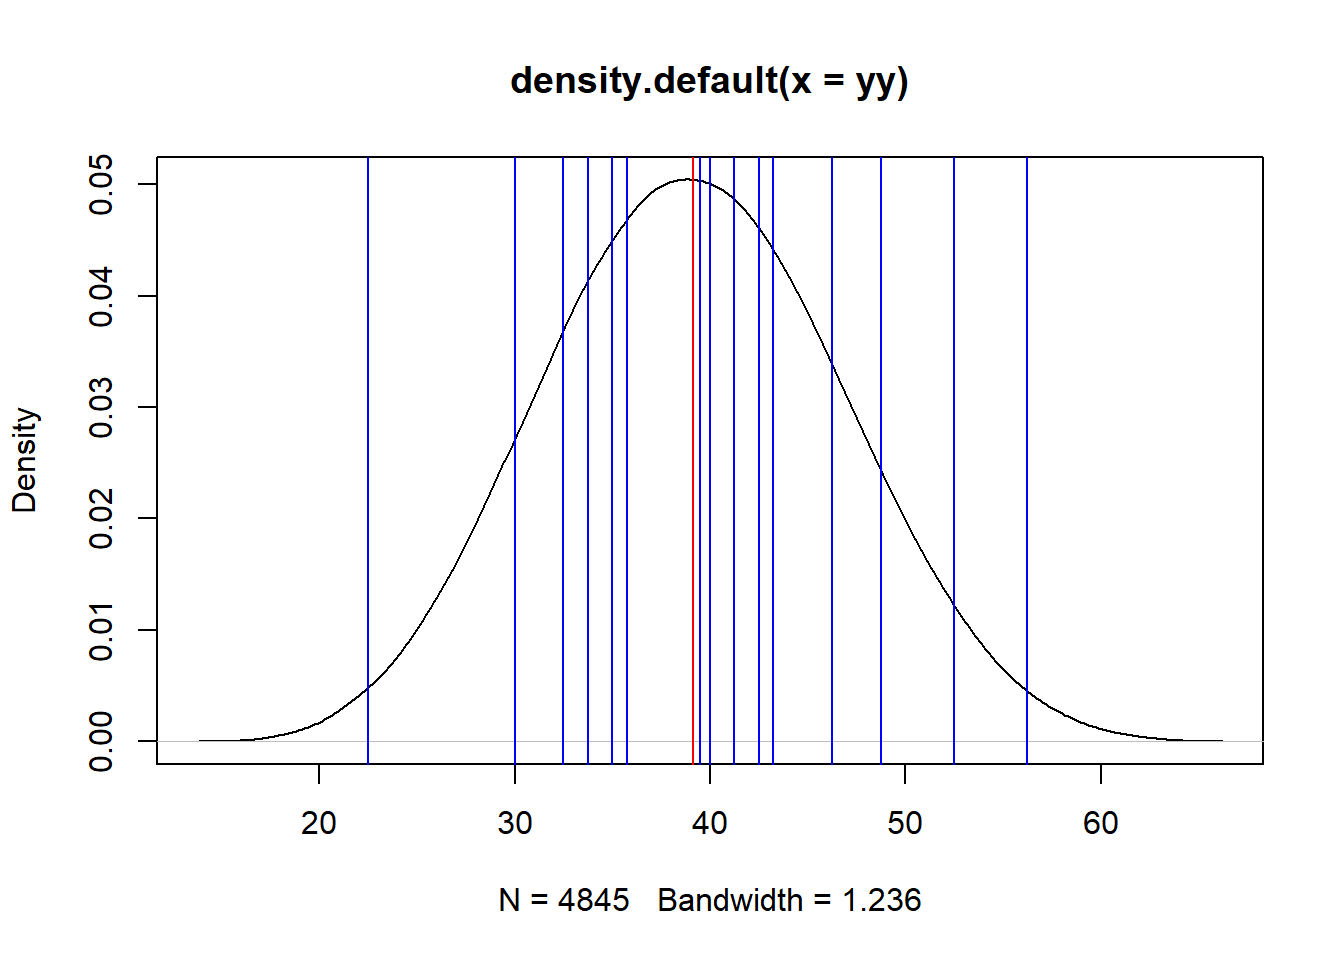 density.default(x = yy)
Density
0.05
0.04
0.03
0.02
0.01
0.00
20 30 40 50 60
N = 4845 Bandwidth = 1.236